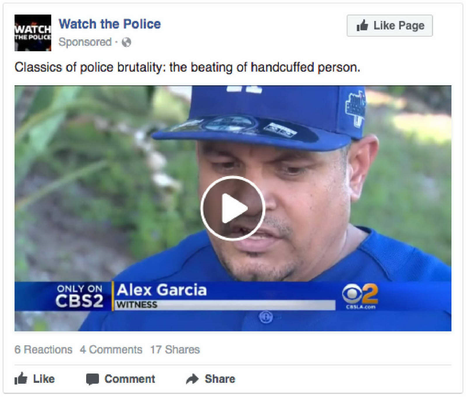 WATCH
THE POLICE
Watch the Police
Sponsored ·
Like Page
Classics of police brutality: the beating of handcuffed person.
ONLY ON
CBS2
Alex Garcia
WITNESS
2
CBSLA.com
6 Reactions 4 Comments 17 Shares
Like Comment Share